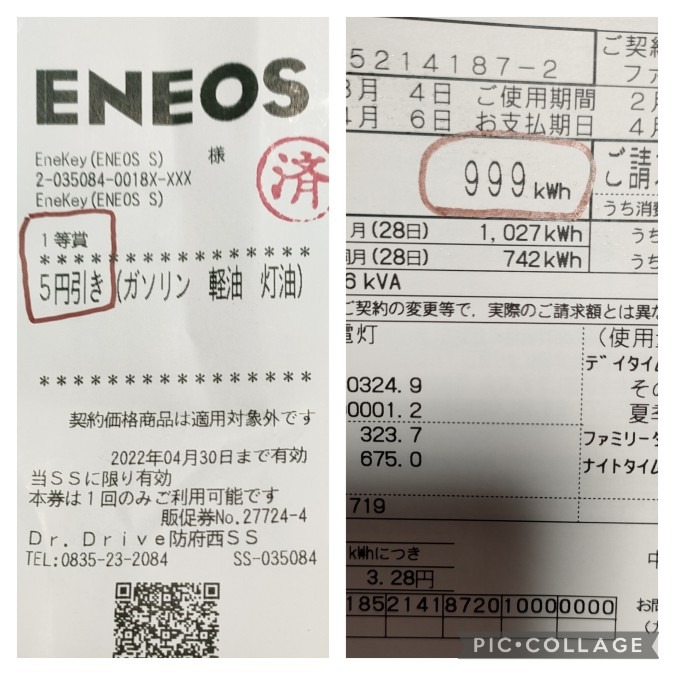 ENEOS
EneKey(ENEOS S) 様
2-035084-0018X-XXX
EneKey(ENEOS S)
済
1等賞
****************
5円引き(ガソリン 軽油 灯油)
****************
契約価格商品は適用対象外です
2022年04月30日まで有効
当SSに限り有効
本券は1回のみご利用可能です
販促券No.27724-4
Dr. Drive防府西SS
TEL:0835-23-2084 SS-035084
5214187-2
ご契
ファ
月 4日 ご使用期間 2月
月 6日 お支払期日 4月
999kWh
ご請
うち消費
月(28日) 1,027kWh うち
月(28日) 742kWh うち
6 kVA
ご契約の変更等で、実際のご請求額とは異な
電灯 (使用
デイタイム
0324.9 その
0001.2 夏季
323.7 ファミリータ
675.0 ナイトタイム
719
kWhにつき
3.28円
185 2141 8720 1000 0000 お問
PIC・COLLAGE